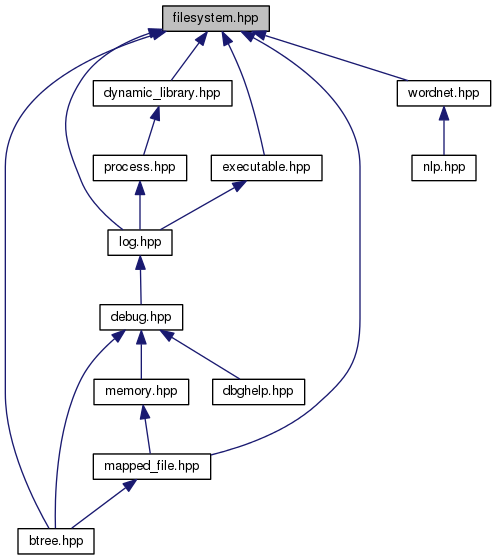 filesystem.hpp
dynamic_library.hpp
wordnet.hpp
process.hpp
executable.hpp
nlp.hpp
log.hpp
debug.hpp
memory.hpp
dbghelp.hpp
mapped_file.hpp
btree.hpp